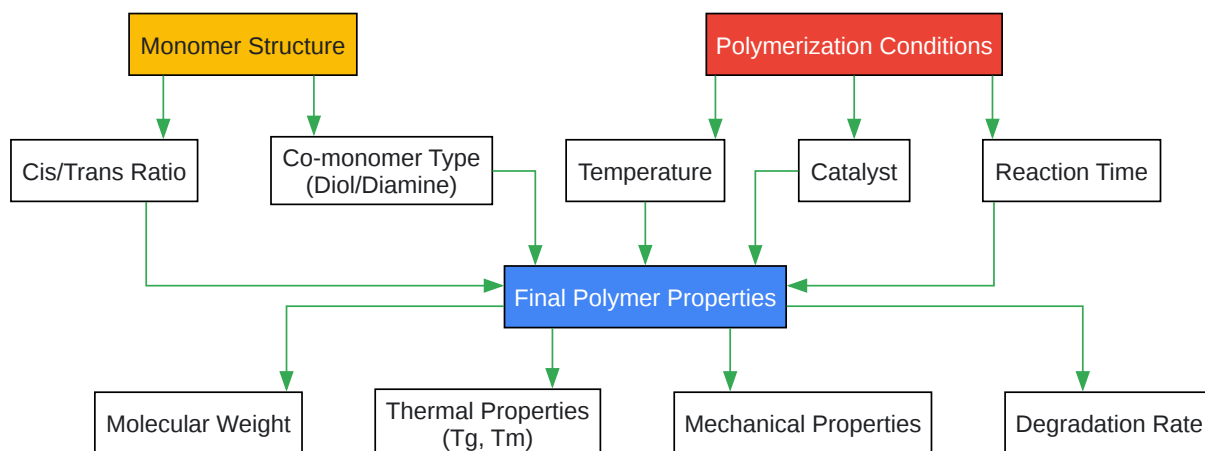 Monomer Structure
Polymerization Conditions
Cis/Trans Ratio
Co-monomer Type
(Diol/Diamine)
Temperature
Catalyst
Reaction Time
Final Polymer Properties
Molecular Weight
Thermal Properties
(Tg, Tm)
Mechanical Properties
Degradation Rate